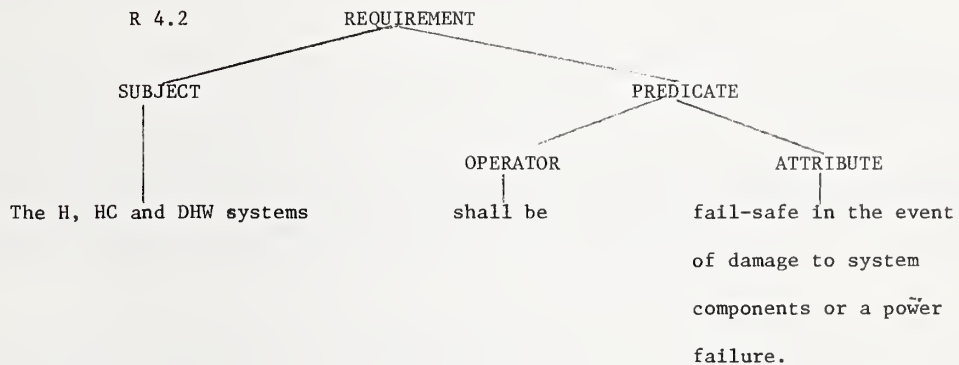 R 4.2 REQUIREMENT
SUBJECT PREDICATE
OPERATOR ATTRIBUTE
The H, HC and DHW systems shall be fail-safe in the event
of damage to system
components or a power
failure.